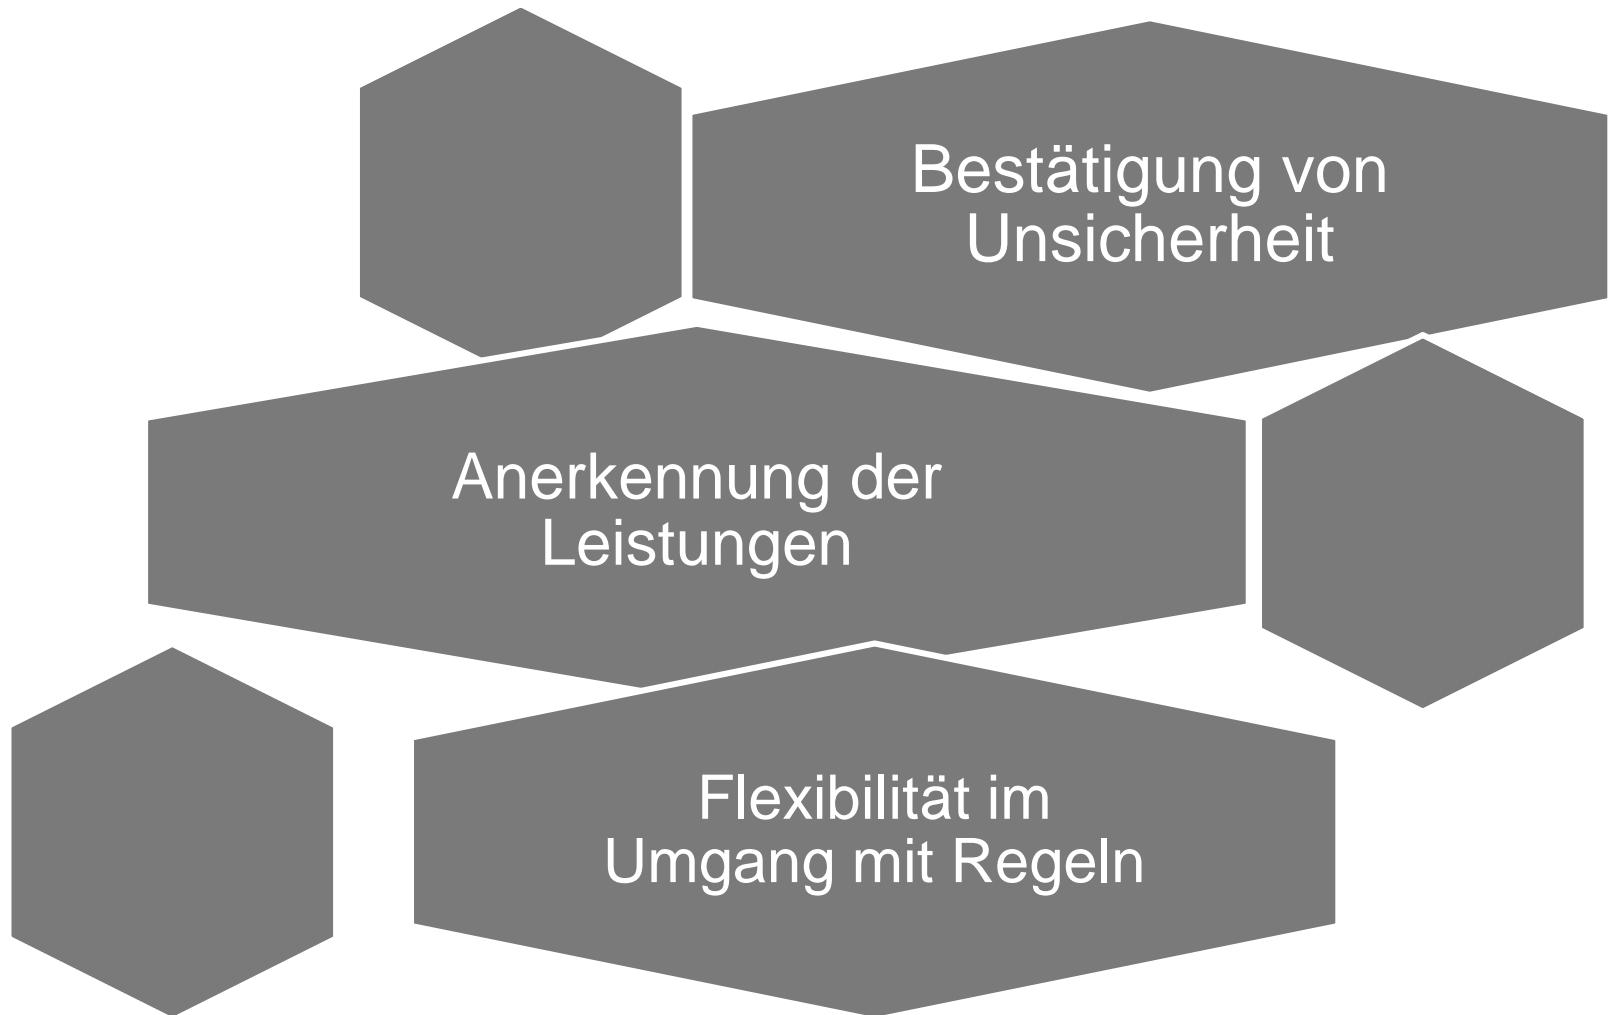 Bestätigung von
Unsicherheit
Anerkennung der
Leistungen
Flexibilität im
Umgang mit Regeln